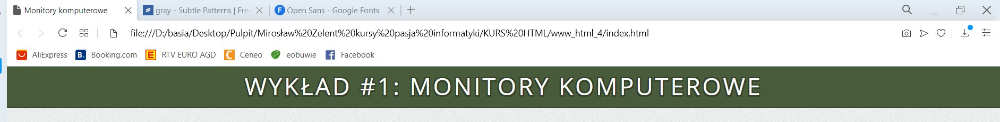 Monitory komputerowe gray - Subtle Patterns | Free Open Sans - Google Fonts
file:///D:/basia/Desktop/Pulpit/Mirosław%20Zelent%20kursy%20pasja%20informatyki/KURS%20HTML/www_html_4/index.html
AliExpress B. Booking.com E RTV EURO AGD C Ceneo eobuwie f Facebook
WYKŁAD #1: MONITORY KOMPUTEROWE